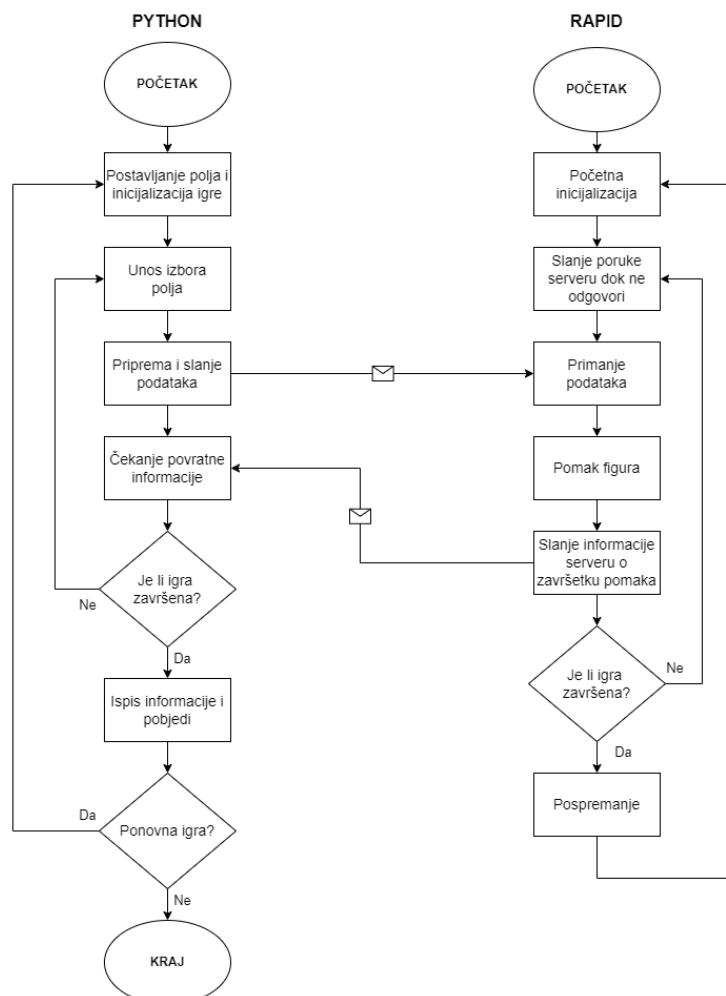 PYTHON
POČETAK
Postavljanje polja i
inicijalizacija igre
Unos izbora
polja
Priprema i slanje
podataka
Čekanje povratne
informacije
Je li igra
završena?
Ne
Da
Ispis informacije i
pobjedi
Ponovna igra?
Da
Ne
KRAJ
RAPID
POČETAK
Početna
inicijalizacija
Slanje poruke
serveru dok ne
odgovori
Primanje
podataka
Pomak figura
Slanje informacije
serveru o
završetku pomaka
Je li igra
završena?
Ne
Da
Pospremanje